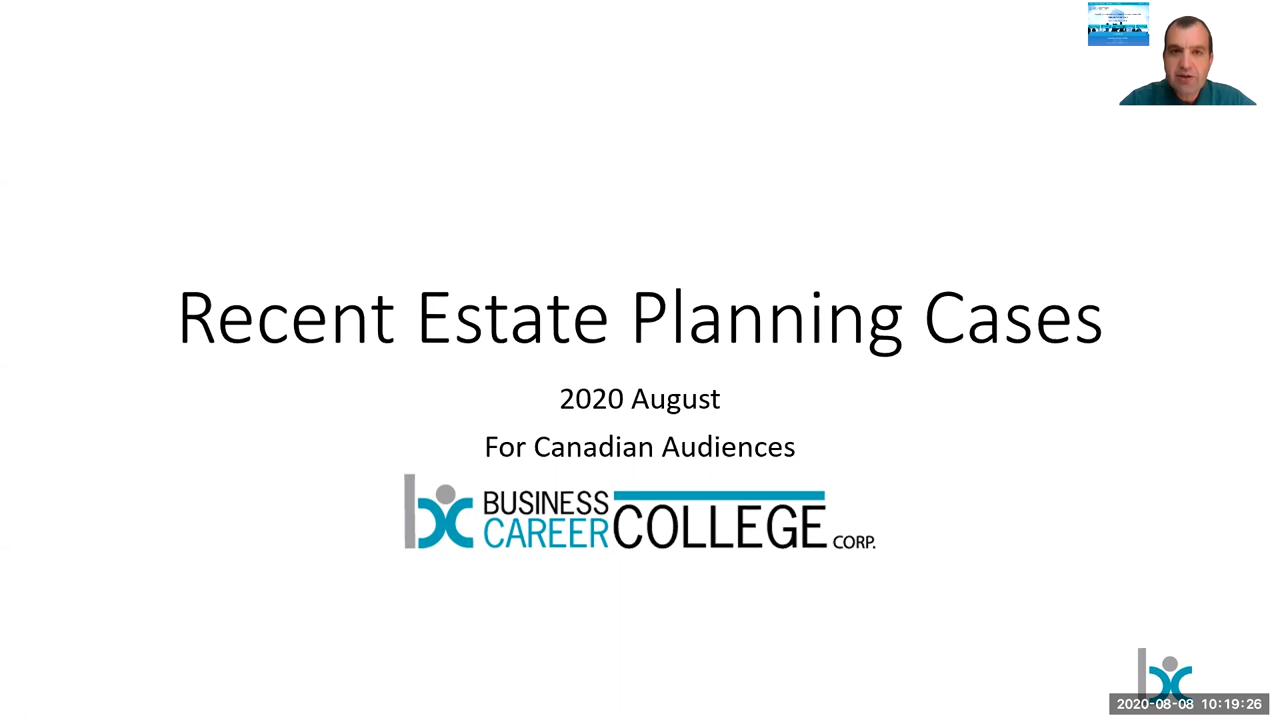 Recent Estate Planning Cases
2020 August
For Canadian Audiences
BUSINESS
CAREER COLLEGE CORP.
2020-08-08 10:19:26